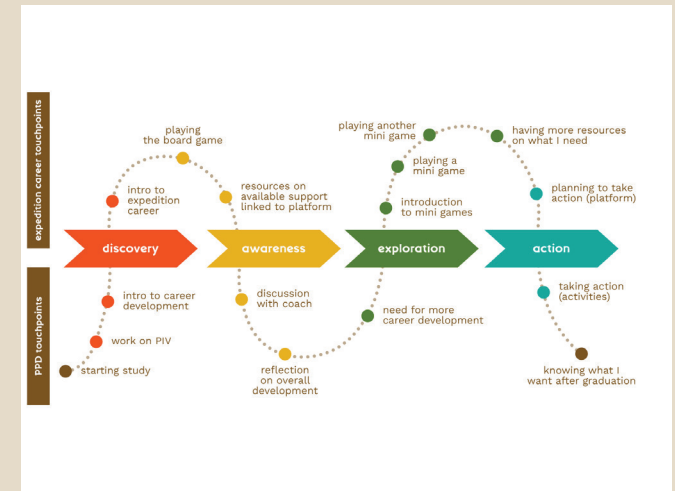 expedition career touchpoints
playing
the board game
intro to
expedition
career
resources on
available support
linked to platform
playing another
mini game
playing a
mini game
introduction
to mini games
having more resources
on what I need
planning to take
action (platform)
discovery
awareness
exploration
action
PPD touchpoints
intro to career
development
work on PIV
starting study
discussion
with coach
reflection
on overall
development
need for more
career development
taking action
(activities)
knowing what I
want after graduation